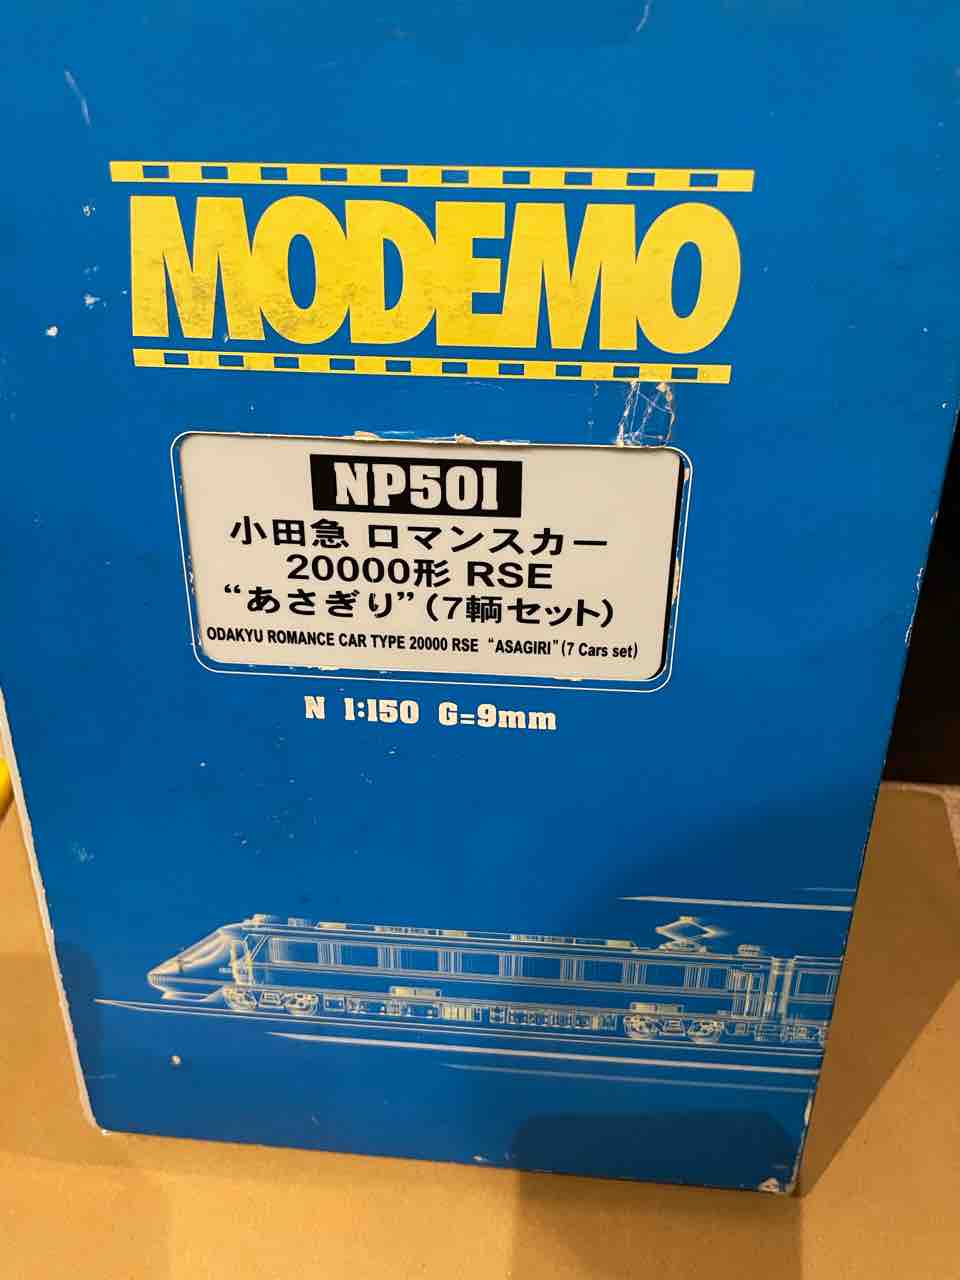 MODEMO
NP501
小田急 ロマンスカー
20000形 RSE
“あさぎり”(7輌セット)
ODAKYU ROMANCE CAR TYPE 20000 RSE “ASAGIRI”(7 Cars set)
N 1:150 G=9mm